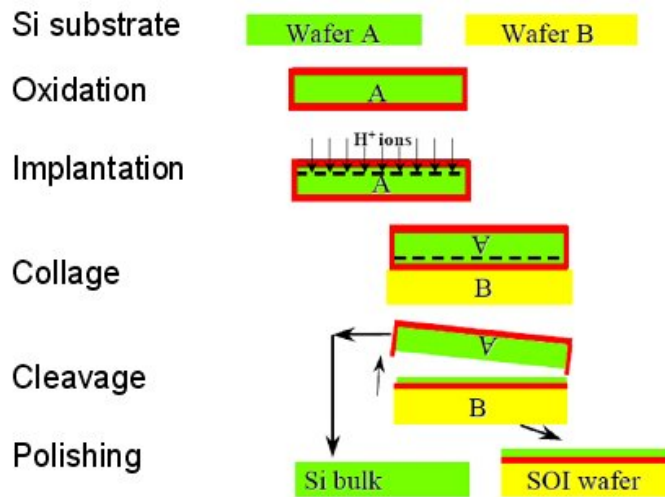 Si substrate
Wafer A
Wafer B
Oxidation
A
H+ ions
Implantation
A
A
Collage
B
A
Cleavage
B
Polishing
Si bulk
SOI wafer